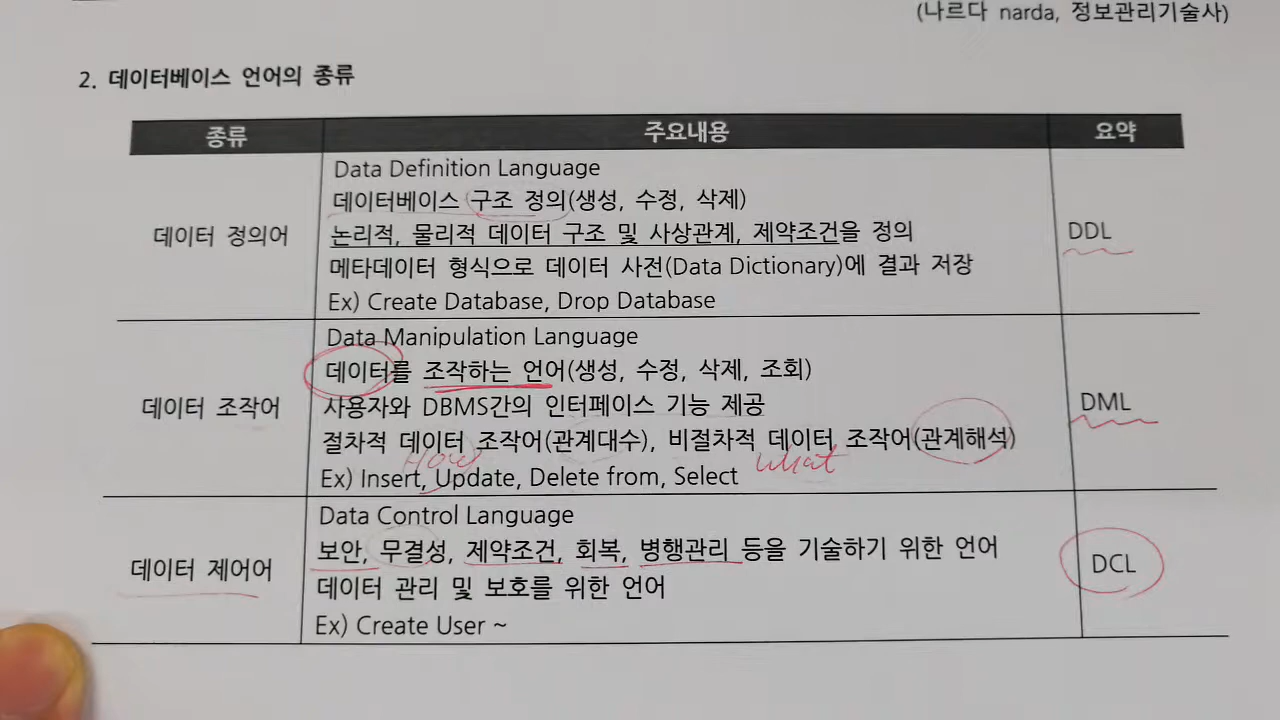 (나르다 narda, 정보관리기술사)
2. 데이터베이스 언어의 종류
종류 주요내용 요약
데이터 정의어
Data Definition Language
데이터베이스 구조 정의(생성, 수정, 삭제)
논리적, 물리적 데이터 구조 및 사상관계, 제약조건을 정의
메타데이터 형식으로 데이터 사전(Data Dictionary)에 결과 저장
Ex) Create Database, Drop Database
DDL
데이터 조작어
Data Manipulation Language
데이터를 조작하는 언어(생성, 수정, 삭제, 조회)
사용자와 DBMS간의 인터페이스 기능 제공
절차적 데이터 조작어(관계대수), 비절차적 데이터 조작어(관계해석)
How what
Ex) Insert, Update, Delete from, Select
DML
데이터 제어어
Data Control Language
보안, 무결성, 제약조건, 회복, 병행관리 등을 기술하기 위한 언어
데이터 관리 및 보호를 위한 언어
Ex) Create User ~
DCL